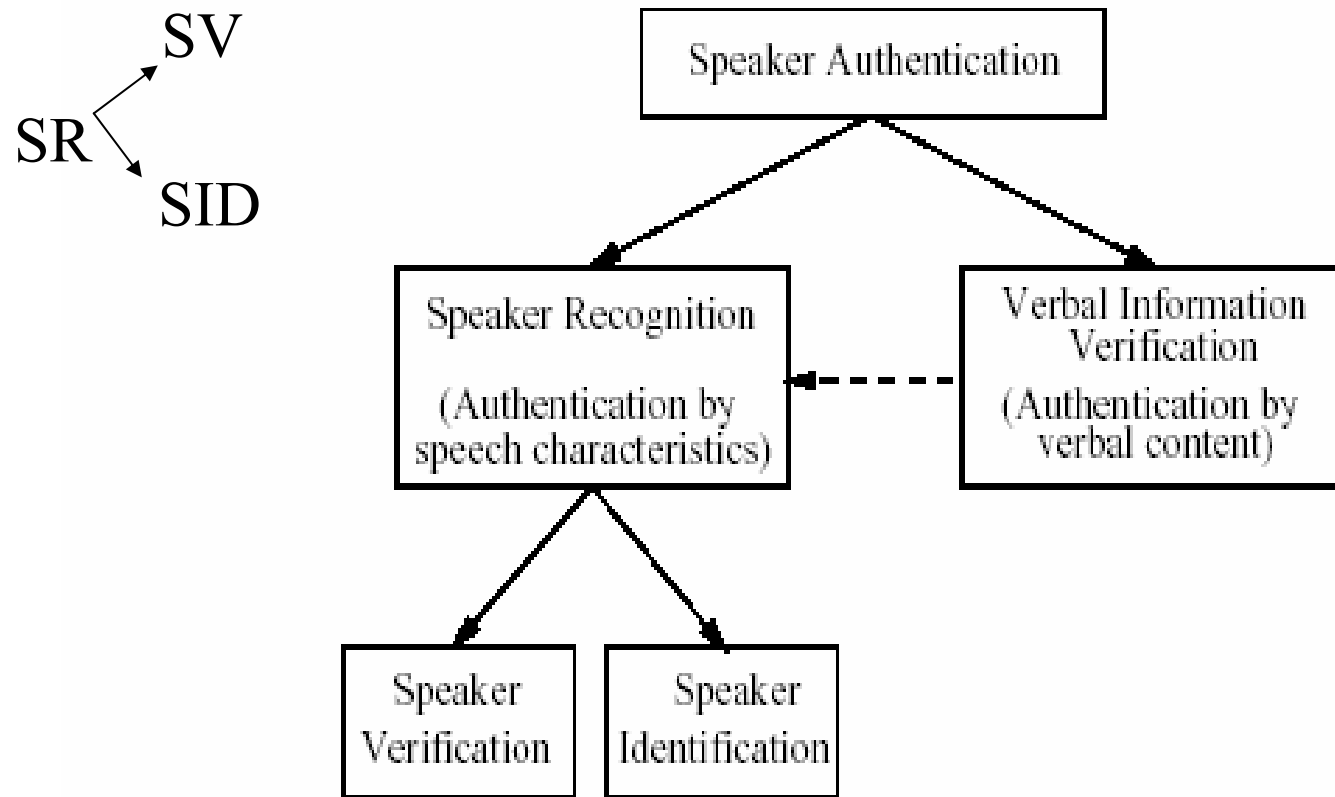 SV
SR
SID
Speaker Authentication
Speaker Recognition
(Authentication by
speech characteristics)
Verbal Information
Verification
(Authentication by
verbal content)
Speaker
Verification
Speaker
Identification